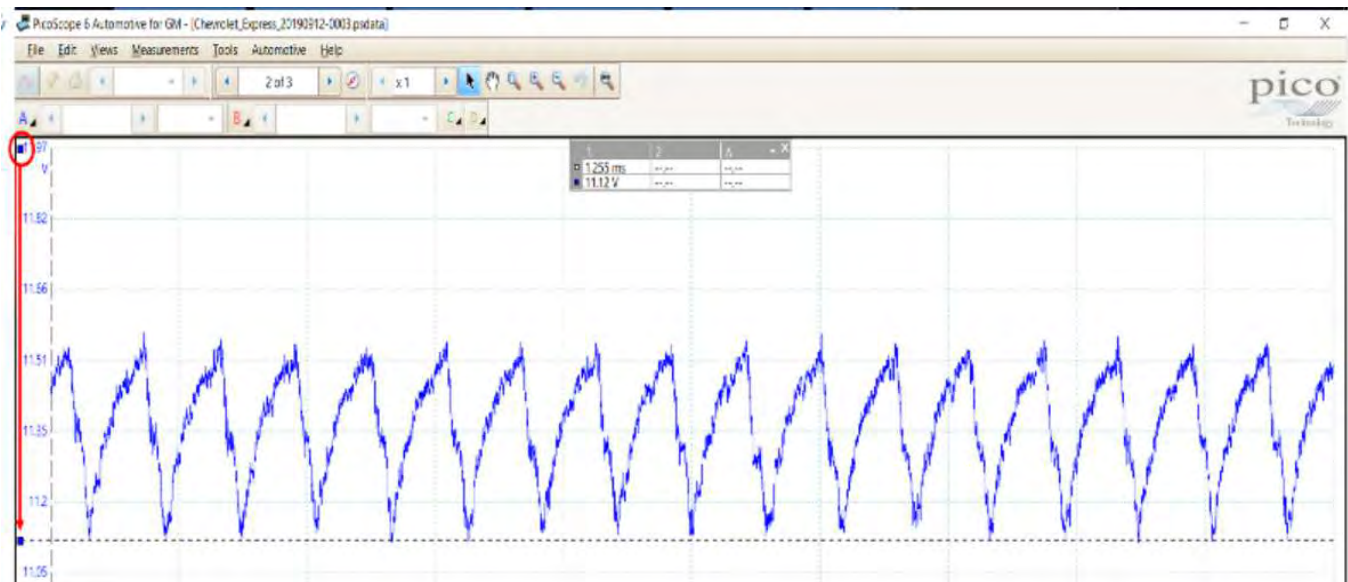 PicoScope 6 Automotive for GM - [Chevrolet_Express_20190912-0003.psdata]
File Edit Views Measurements Tools Automotive Help
2 of 3 x1
pico
Technology
A B C D
11.97
V
1 2 Δ
1.255 ms --.-- --.--
11.12 V --.-- --.--
11.82
11.66
11.51
11.35
11.2
11.05